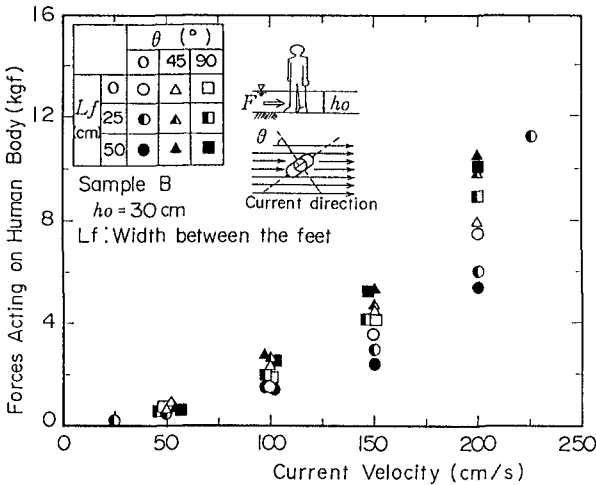 Forces Acting on Human Body (kgf)
16
12
8
4
0
θ (°)
0 45 90
Lf (cm)
0
25
50
Sample B
ho = 30 cm
Lf : Width between the feet
F
ho
θ
Current direction
0 50 100 150 200 250
Current Velocity (cm/s)